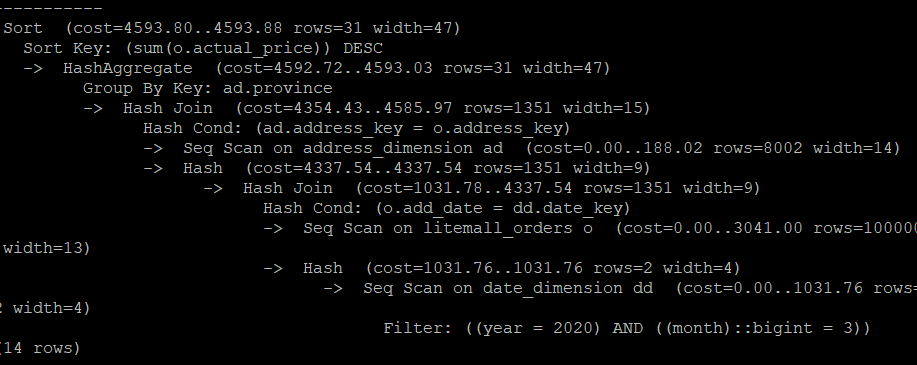 -----------
Sort  (cost=4593.80..4593.88 rows=31 width=47)
  Sort Key: (sum(o.actual_price)) DESC
  ->  HashAggregate  (cost=4592.72..4593.03 rows=31 width=47)
        Group By Key: ad.province
        ->  Hash Join  (cost=4354.43..4585.97 rows=1351 width=15)
              Hash Cond: (ad.address_key = o.address_key)
              ->  Seq Scan on address_dimension ad  (cost=0.00..188.02 rows=8002 width=14)
              ->  Hash  (cost=4337.54..4337.54 rows=1351 width=9)
                    ->  Hash Join  (cost=1031.78..4337.54 rows=1351 width=9)
                          Hash Cond: (o.add_date = dd.date_key)
                          ->  Seq Scan on litemall_orders o  (cost=0.00..3041.00 rows=100000
width=13)
                          ->  Hash  (cost=1031.76..1031.76 rows=2 width=4)
                                ->  Seq Scan on date_dimension dd  (cost=0.00..1031.76 rows=
2 width=4)
                                      Filter: ((year = 2020) AND ((month)::bigint = 3))
(14 rows)